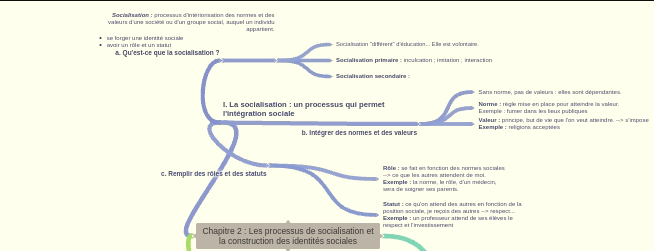 Socialisation : processus d'intériorisation des normes et des
valeurs d'une société ou d'un groupe social, auquel un individu
appartient.
• se forger une identité sociale
• avoir un rôle et un statut
a. Qu'est-ce que la socialisation ?
Socialisation "différent" d'éducation... Elle est volontaire.
Socialisation primaire : inculcation ; imitation ; interaction
Socialisation secondaire :
I. La socialisation : un processus qui permet
l'intégration sociale
b. Intégrer des normes et des valeurs
Sans norme, pas de valeurs : elles sont dépendantes.
Norme : règle mise en place pour atteindre la valeur.
Exemple : fumer dans les lieux publiques
Valeur : principe, but de vie que l'on veut atteindre. --> s'impose
Exemple : religions acceptées
c. Remplir des rôles et des statuts
Rôle : se fait en fonction des normes sociales
--> ce que les autres attendent de moi.
Exemple : la norme, le rôle, d'un médecin,
sera de soigner ses parents.
Statut : ce qu'on attend des autres en fonction de la
position sociale, je reçois des autres --> respect...
Exemple : un professeur attend de ses élèves le
respect et l'investissement
Chapitre 2 : Les processus de socialisation et
la construction des identités sociales